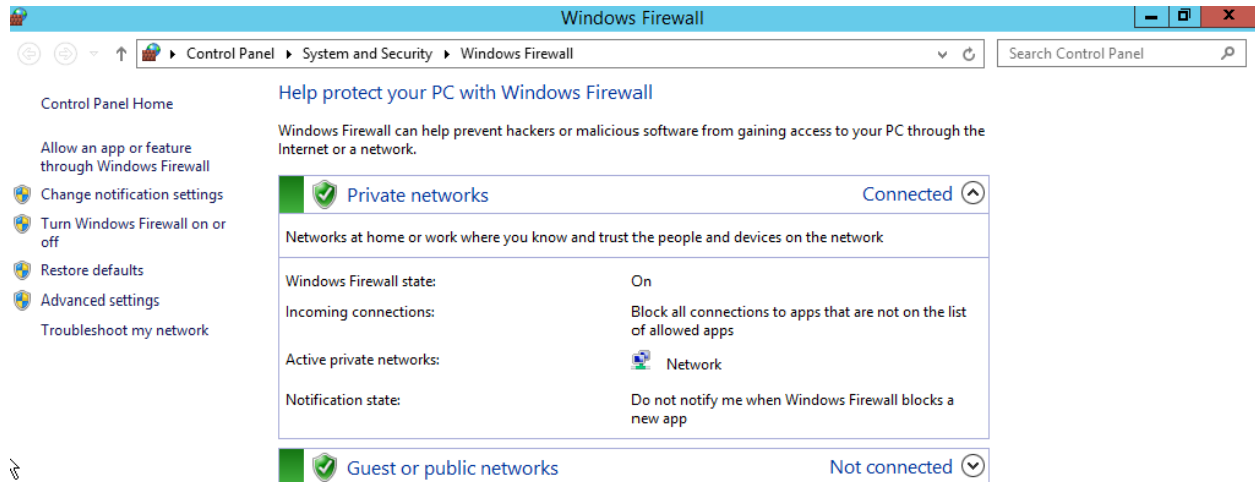 Windows Firewall
Control Panel ▸ System and Security ▸ Windows Firewall
Search Control Panel
Control Panel Home
Allow an app or feature
through Windows Firewall
Change notification settings
Turn Windows Firewall on or
off
Restore defaults
Advanced settings
Troubleshoot my network
Help protect your PC with Windows Firewall
Windows Firewall can help prevent hackers or malicious software from gaining access to your PC through the
Internet or a network.
Private networks Connected
Networks at home or work where you know and trust the people and devices on the network
Windows Firewall state: On
Incoming connections: Block all connections to apps that are not on the list
of allowed apps
Active private networks: Network
Notification state: Do not notify me when Windows Firewall blocks a
new app
Guest or public networks Not connected